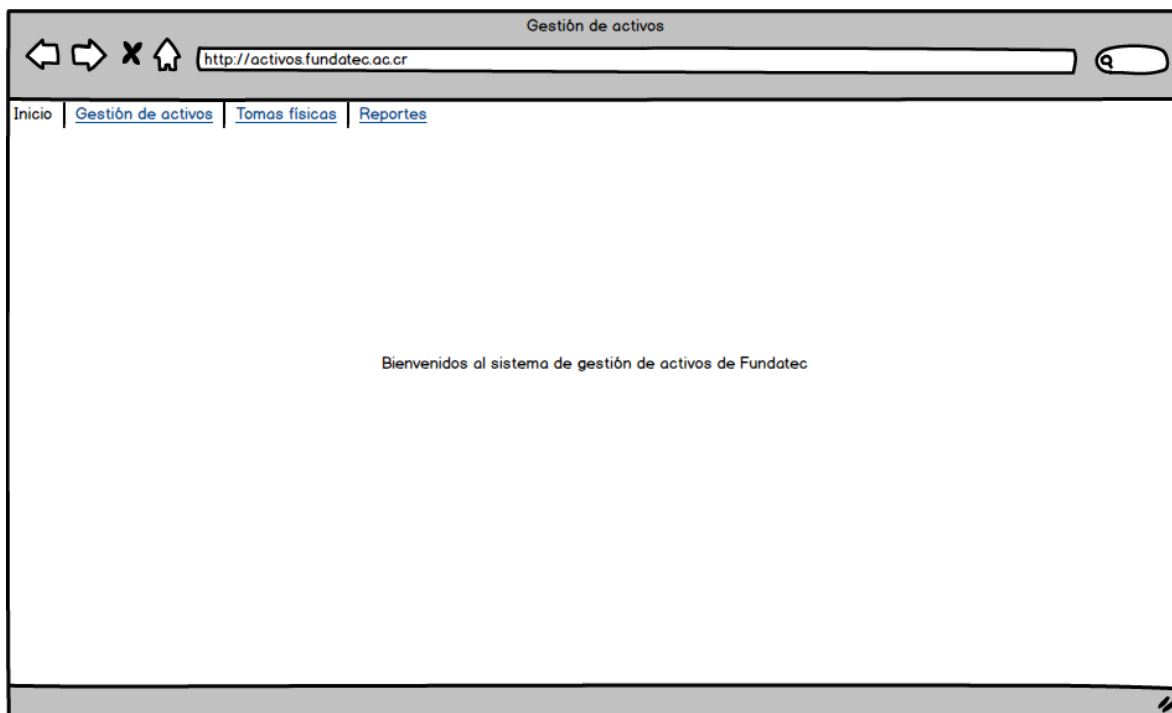 Gestión de activos
http://activos.fundatec.ac.cr
Inicio Gestión de activos Tomas físicas Reportes
Bienvenidos al sistema de gestión de activos de Fundatec